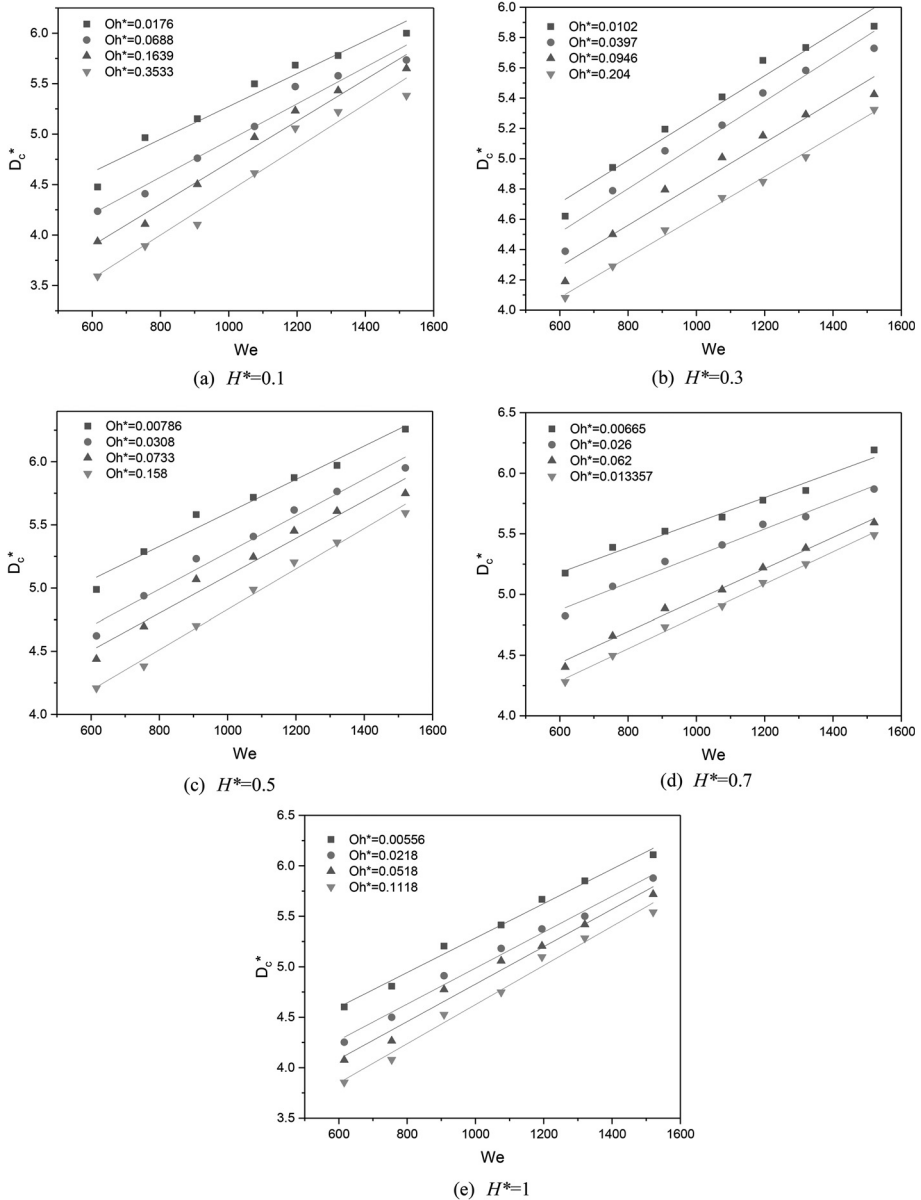 Oh*=0.0176
Oh*=0.0688
Oh*=0.1639
Oh*=0.3533
6.0
5.5
5.0
4.5
4.0
3.5
D_c*
600 800 1000 1200 1400 1600
We
(a) H*=0.1
Oh*=0.0102
Oh*=0.0397
Oh*=0.0946
Oh*=0.204
6.0
5.8
5.6
5.4
5.2
5.0
4.8
4.6
4.4
4.2
4.0
D_c*
600 800 1000 1200 1400 1600
We
(b) H*=0.3
Oh*=0.00786
Oh*=0.0308
Oh*=0.0733
Oh*=0.158
6.0
5.5
5.0
4.5
4.0
D_c*
600 800 1000 1200 1400 1600
We
(c) H*=0.5
Oh*=0.00665
Oh*=0.026
Oh*=0.062
Oh*=0.013357
6.5
6.0
5.5
5.0
4.5
4.0
D_c*
600 800 1000 1200 1400 1600
We
(d) H*=0.7
Oh*=0.00556
Oh*=0.0218
Oh*=0.0518
Oh*=0.1118
6.5
6.0
5.5
5.0
4.5
4.0
3.5
D_c*
600 800 1000 1200 1400 1600
We
(e) H*=1